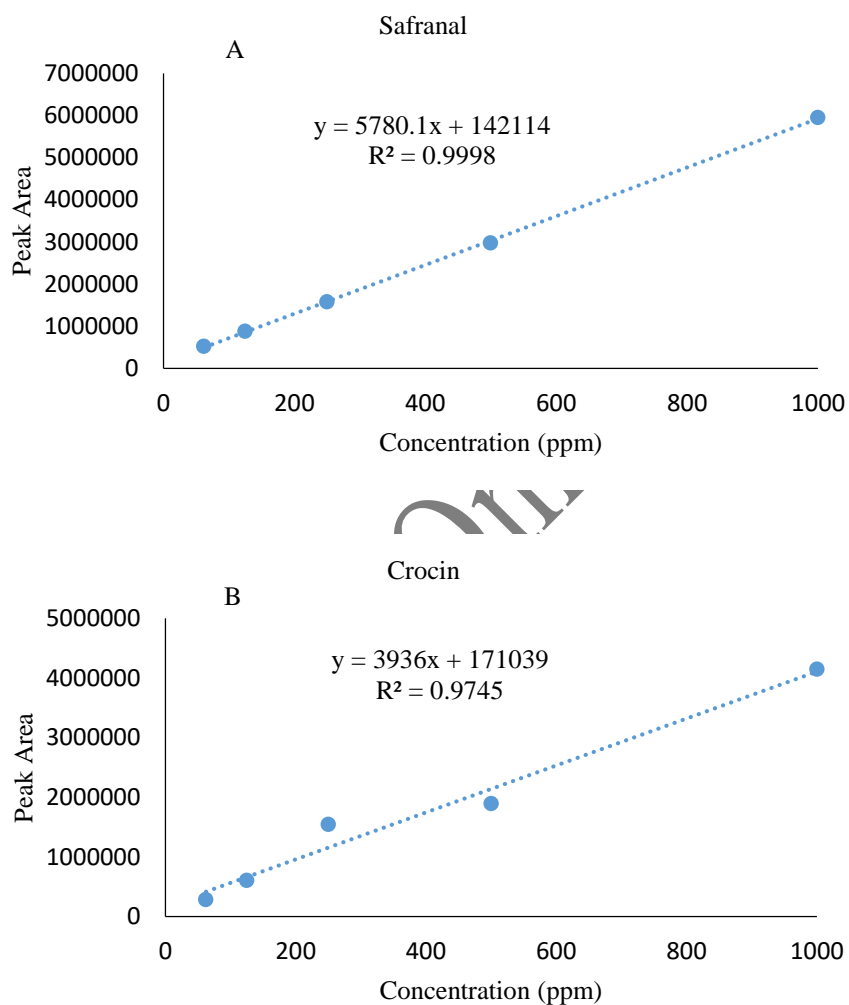 Safranal
A
7000000
6000000
5000000
4000000
3000000
2000000
1000000
0
y = 5780.1x + 142114
R² = 0.9998
Peak Area
0 200 400 600 800 1000
Concentration (ppm)
Crocin
B
5000000
4000000
3000000
2000000
1000000
0
y = 3936x + 171039
R² = 0.9745
Peak Area
0 200 400 600 800 1000
Concentration (ppm)